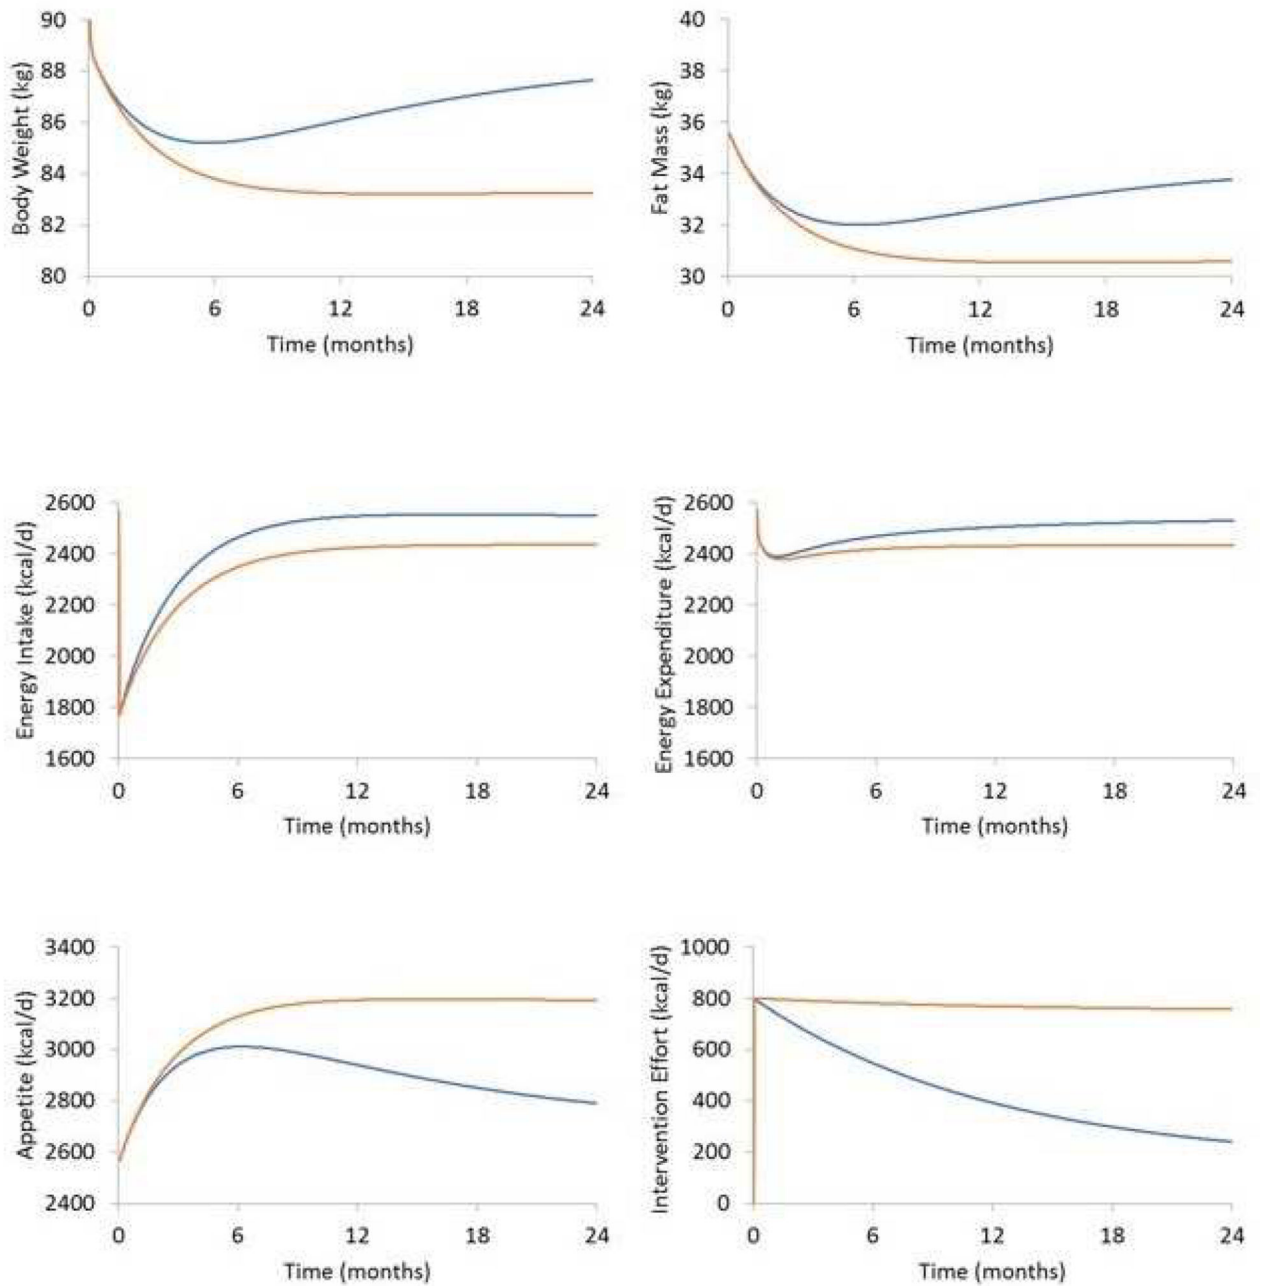 Body Weight (kg)
90
88
86
84
82
80
0 6 12 18 24
Time (months)
Fat Mass (kg)
40
38
36
34
32
30
0 6 12 18 24
Time (months)
Energy Intake (kcal/d)
2600
2400
2200
2000
1800
1600
0 6 12 18 24
Time (months)
Energy Expenditure (kcal/d)
2600
2400
2200
2000
1800
1600
0 6 12 18 24
Time (months)
Appetite (kcal/d)
3400
3200
3000
2800
2600
2400
0 6 12 18 24
Time (months)
Intervention Effort (kcal/d)
1000
800
600
400
200
0
0 6 12 18 24
Time (months)